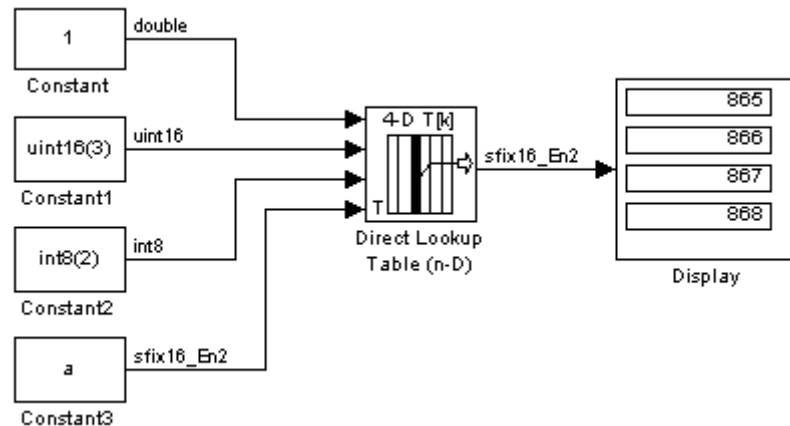 1
double
Constant
uint16(3)
uint16
Constant1
int8(2)
int8
Constant2
a
sfix16_En2
Constant3
4-D T[k]
T
Direct Lookup
Table (n-D)
sfix16_En2
865
866
867
868
Display